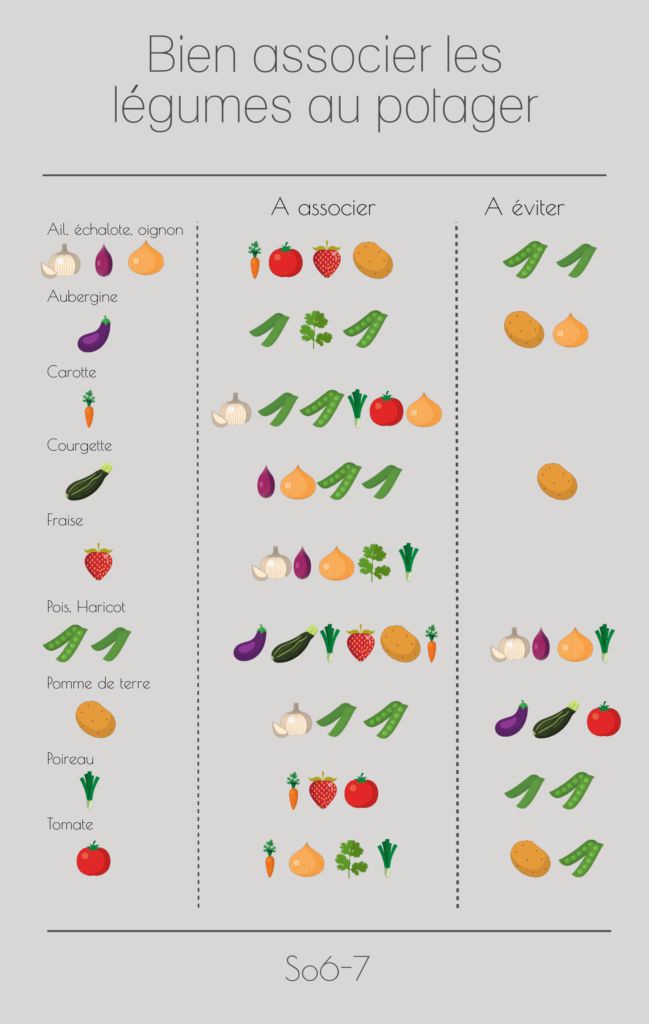 Bien associer les
légumes au potager
A associer
A éviter
Ail, échalote, oignon
Aubergine
Carotte
Courgette
Fraise
Pois, Haricot
Pomme de terre
Poireau
Tomate
So6-7